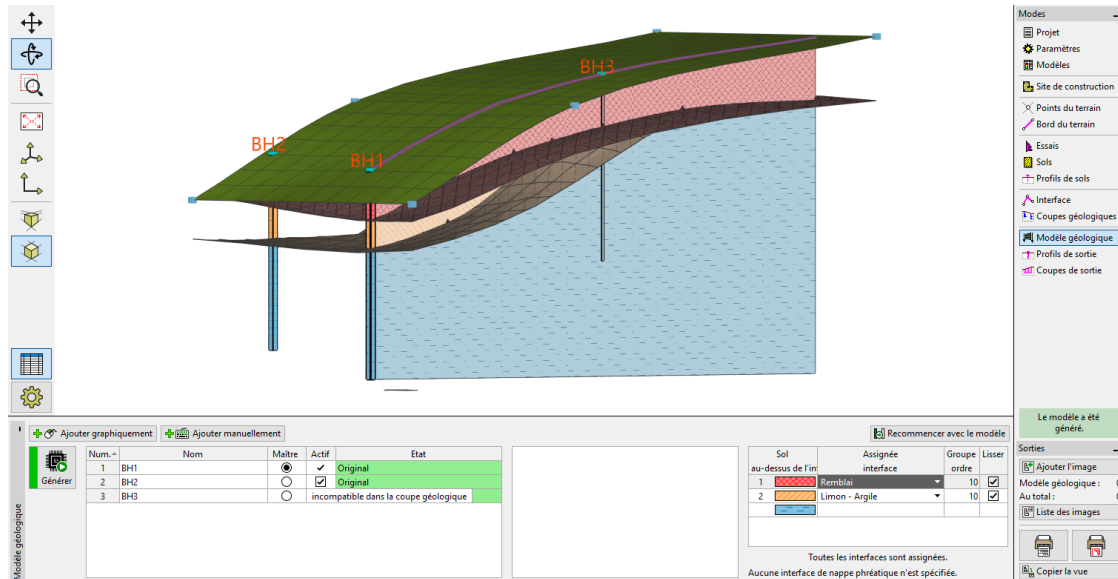 BH3
BH2
BH1
Modes
Projet
Paramètres
Modèles
Site de construction
Points du terrain
Bord du terrain
Essais
Sols
Profils de sols
Interface
Coupes géologiques
Modèle géologique
Profils de sortie
Coupes de sortie
Le modèle a été
généré.
Sorties
Ajouter l'image
Modèle géologique :
Au total :
Liste des images
Copier la vue
Modèle géologique
Ajouter graphiquement Ajouter manuellement
Générer
Num. Nom Maître Actif Etat
1 BH1 Original
2 BH2 Original
3 BH3 incompatible dans la coupe géologique
Recommencer avec le modèle
Sol Assignée Groupe Lisser
au-dessus de l'in interface ordre
1 Remblai 10
2 Limon - Argile 10
Toutes les interfaces sont assignées.
Aucune interface de nappe phréatique n'est spécifiée.